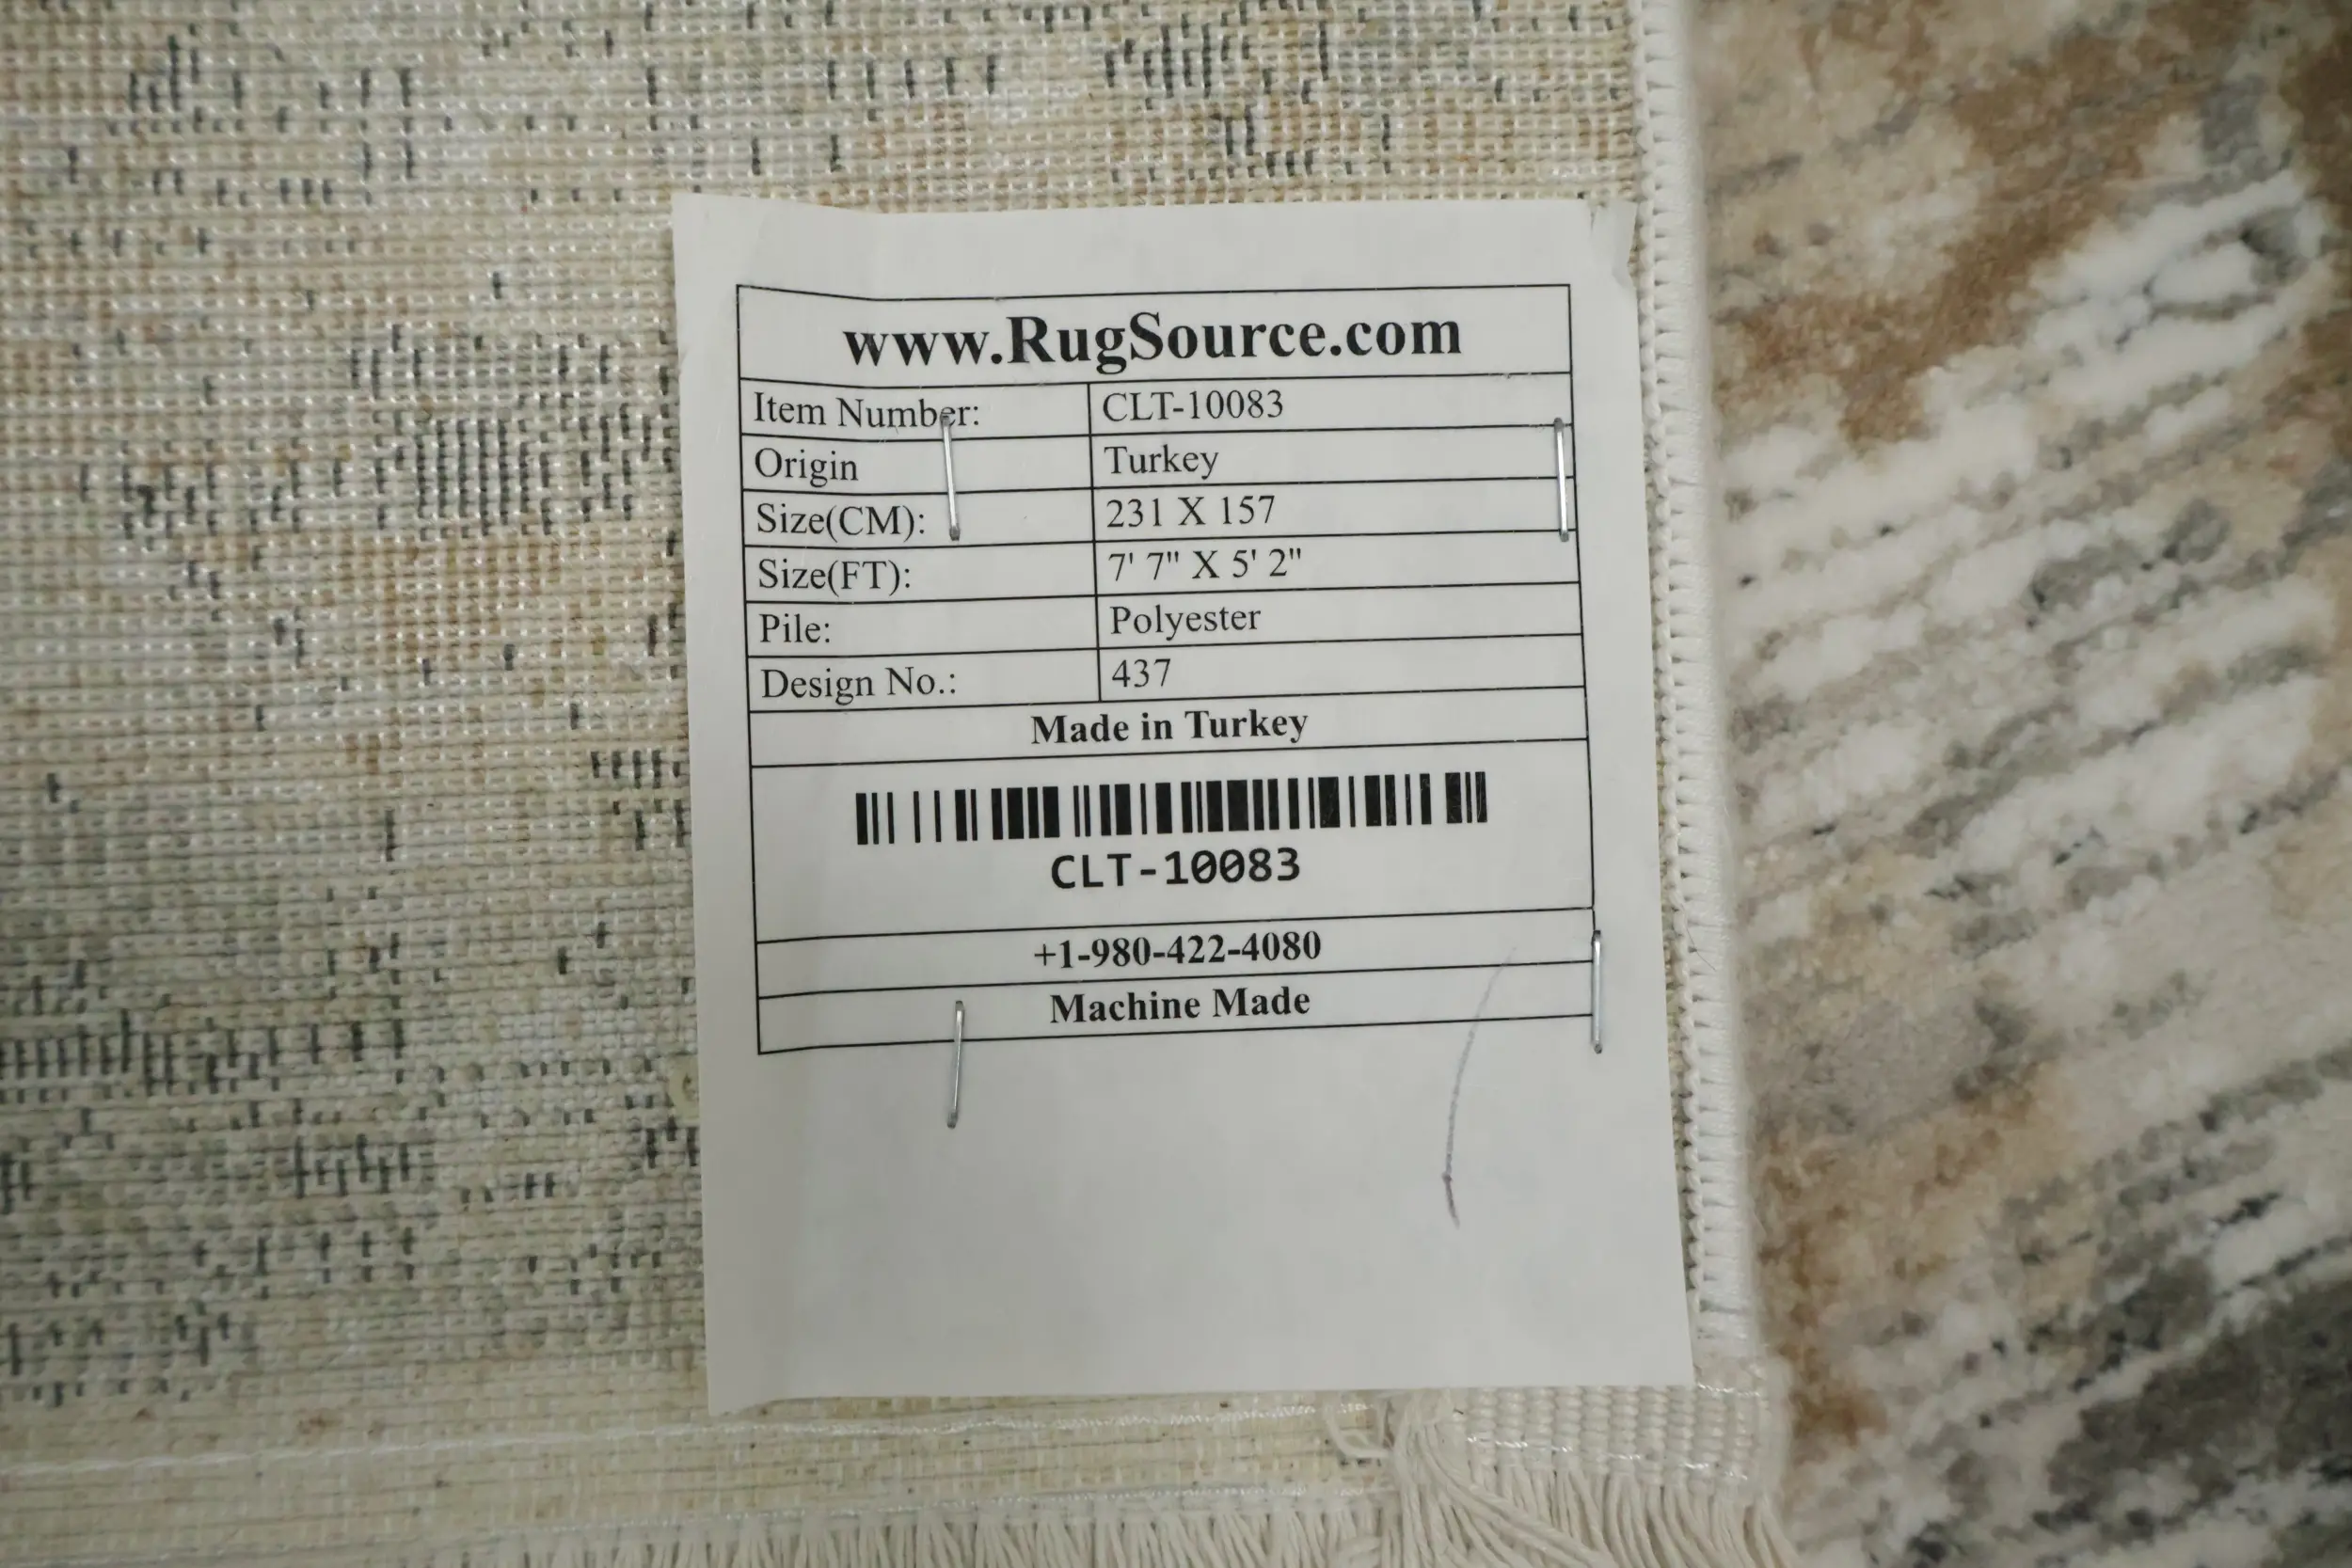 www.RugSource.com
Item Number: CLT-10083
Origin Turkey
Size(CM): 231 X 157
Size(FT): 7' 7" X 5' 2"
Pile: Polyester
Design No.: 437
Made in Turkey
CLT-10083
+1-980-422-4080
Machine Made